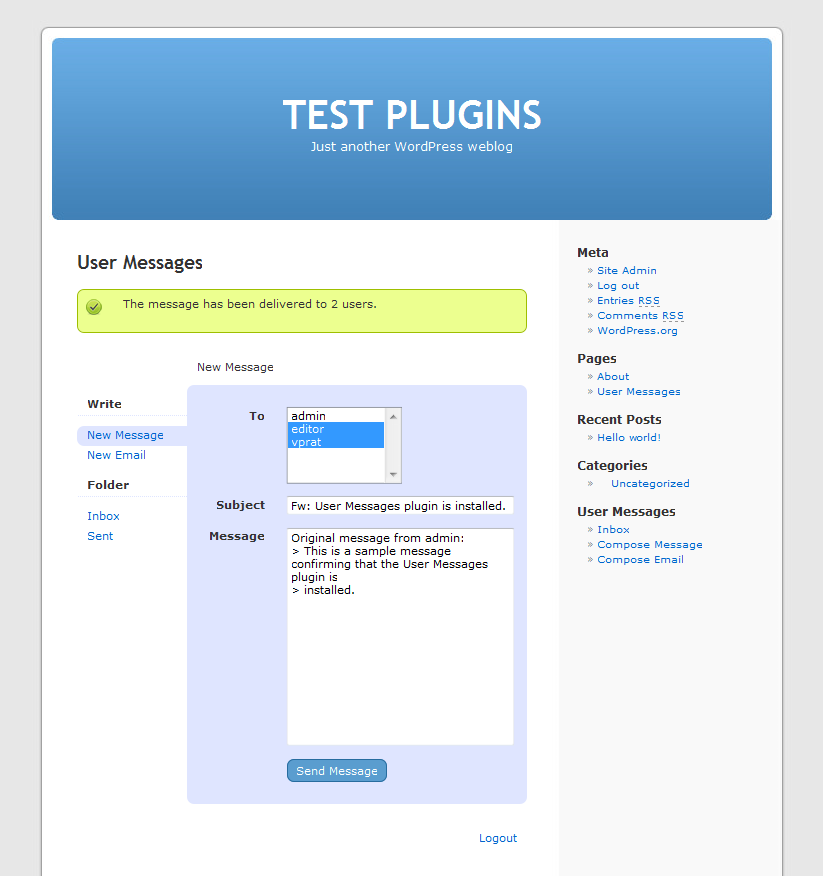 TEST PLUGINS
Just another WordPress weblog
User Messages
The message has been delivered to 2 users.
New Message
Write
New Message
New Email
Folder
Inbox
Sent
To
admin
editor
vprat
Subject
Fw: User Messages plugin is installed.
Message
Original message from admin:
> This is a sample message
confirming that the User Messages
plugin is
> installed.
Send Message
Logout
Meta
» Site Admin
» Log out
» Entries RSS
» Comments RSS
» WordPress.org
Pages
» About
» User Messages
Recent Posts
» Hello world!
Categories
» Uncategorized
User Messages
» Inbox
» Compose Message
» Compose Email